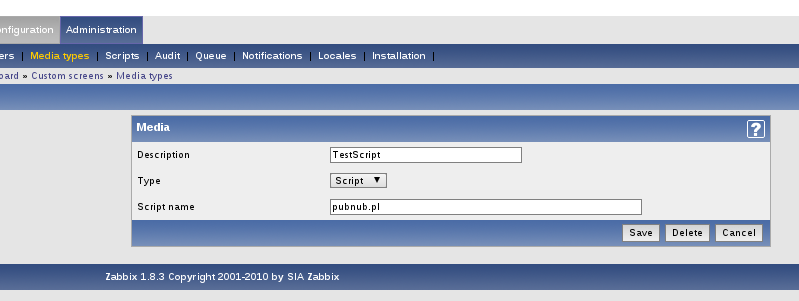 onfiguration Administration
ers | Media types | Scripts | Audit | Queue | Notifications | Locales | Installation |
oard » Custom screens » Media types
Media ?
Description TestScript
Type Script ▼
Script name pubnub.pl
Save Delete Cancel
Zabbix 1.8.3 Copyright 2001-2010 by SIA Zabbix